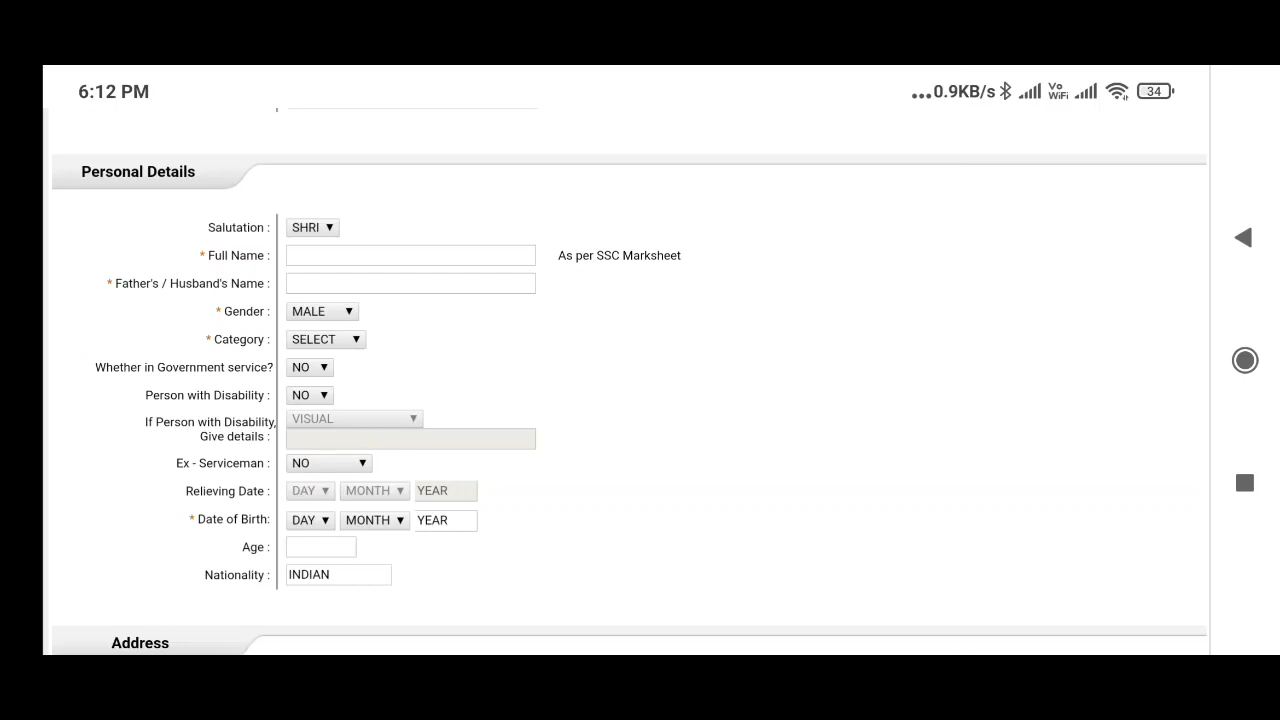 6:12 PM ...0.9KB/s Vo WiFi 34
Personal Details
Salutation : SHRI
* Full Name : As per SSC Marksheet
* Father's / Husband's Name :
* Gender : MALE
* Category : SELECT
Whether in Government service? NO
Person with Disability : NO
If Person with Disability, VISUAL
Give details :
Ex - Serviceman : NO
Relieving Date : DAY MONTH YEAR
* Date of Birth: DAY MONTH YEAR
Age :
Nationality : INDIAN
Address